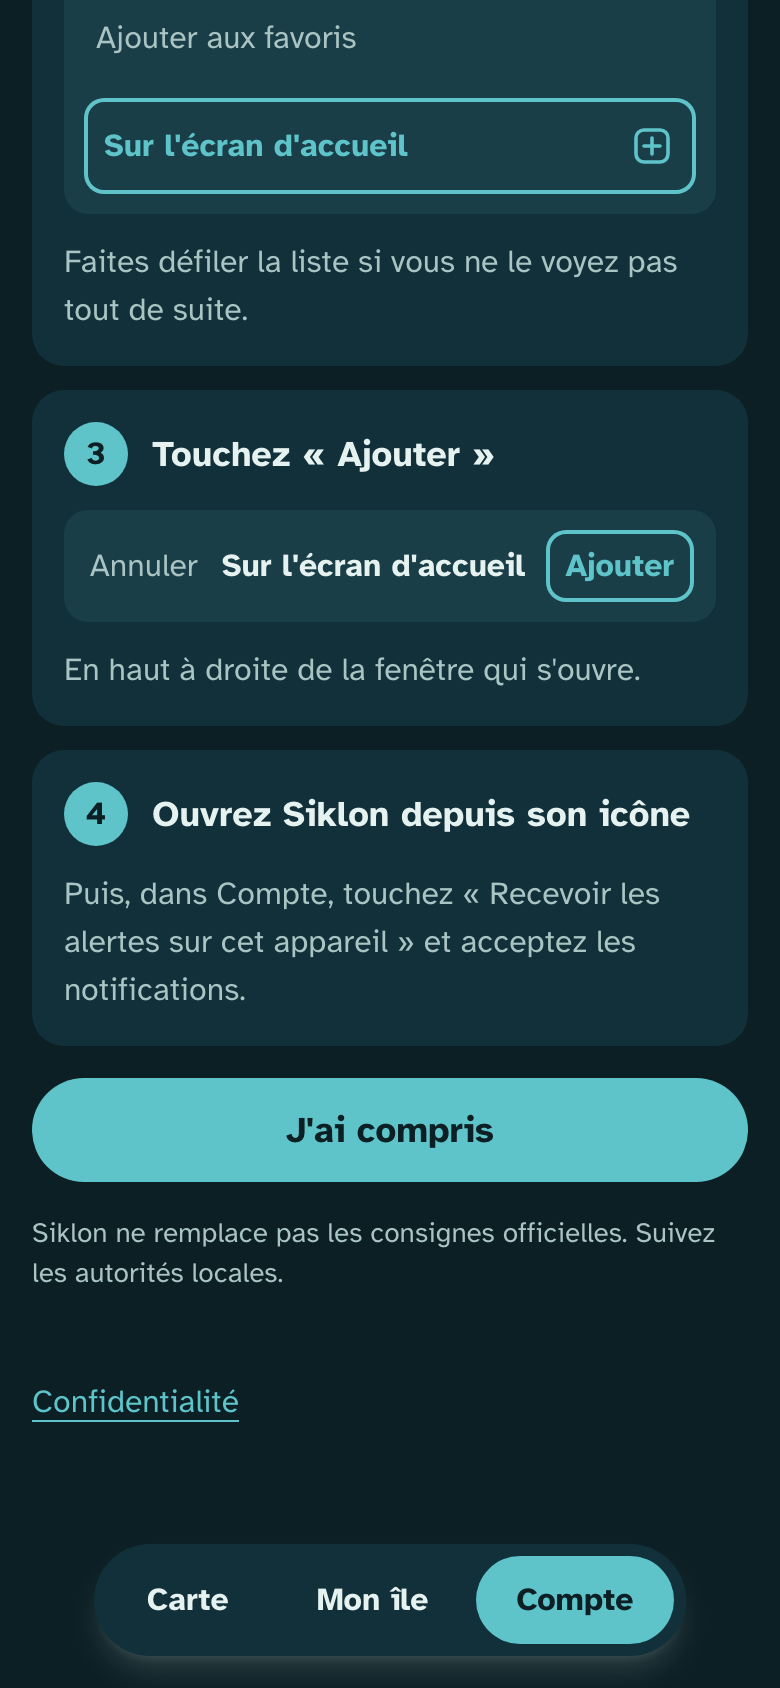 Ajouter aux favoris
Sur l'écran d'accueil
Faites défiler la liste si vous ne le voyez pas
tout de suite.
3 Touchez « Ajouter »
Annuler Sur l'écran d'accueil Ajouter
En haut à droite de la fenêtre qui s'ouvre.
4 Ouvrez Siklon depuis son icône
Puis, dans Compte, touchez « Recevoir les
alertes sur cet appareil » et acceptez les
notifications.
J'ai compris
Siklon ne remplace pas les consignes officielles. Suivez
les autorités locales.
Confidentialité
Carte Mon île Compte